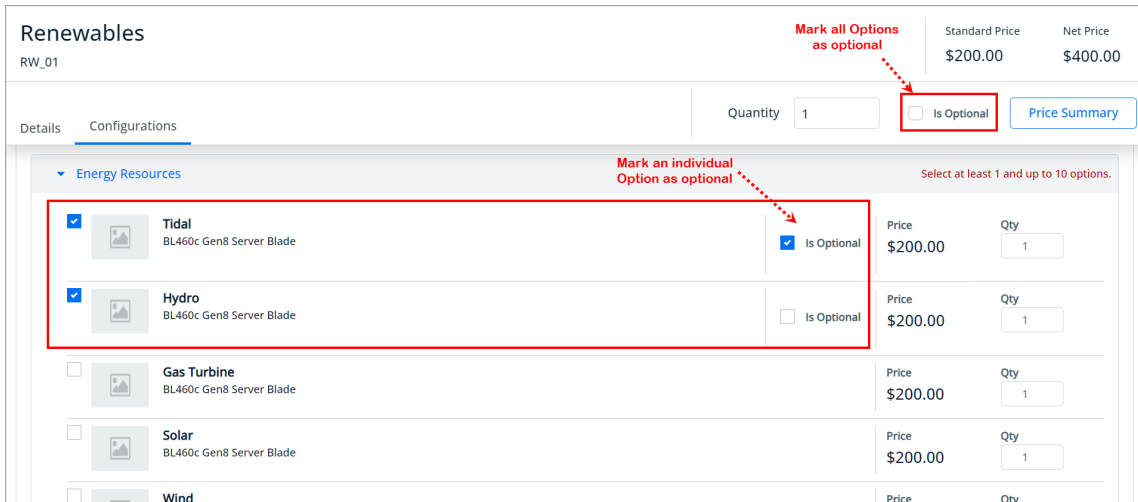 Renewables
RW_01
Mark all Options
as optional
Standard Price
$200.00
Net Price
$400.00
Details
Configurations
Quantity
1
Is Optional
Price Summary
Energy Resources
Mark an individual
Option as optional
Select at least 1 and up to 10 options.
Tidal
BL460c Gen8 Server Blade
Is Optional
Price
$200.00
Qty
1
Hydro
BL460c Gen8 Server Blade
Is Optional
Price
$200.00
Qty
1
Gas Turbine
BL460c Gen8 Server Blade
Price
$200.00
Qty
1
Solar
BL460c Gen8 Server Blade
Price
$200.00
Qty
1
Wind
Price
Qty